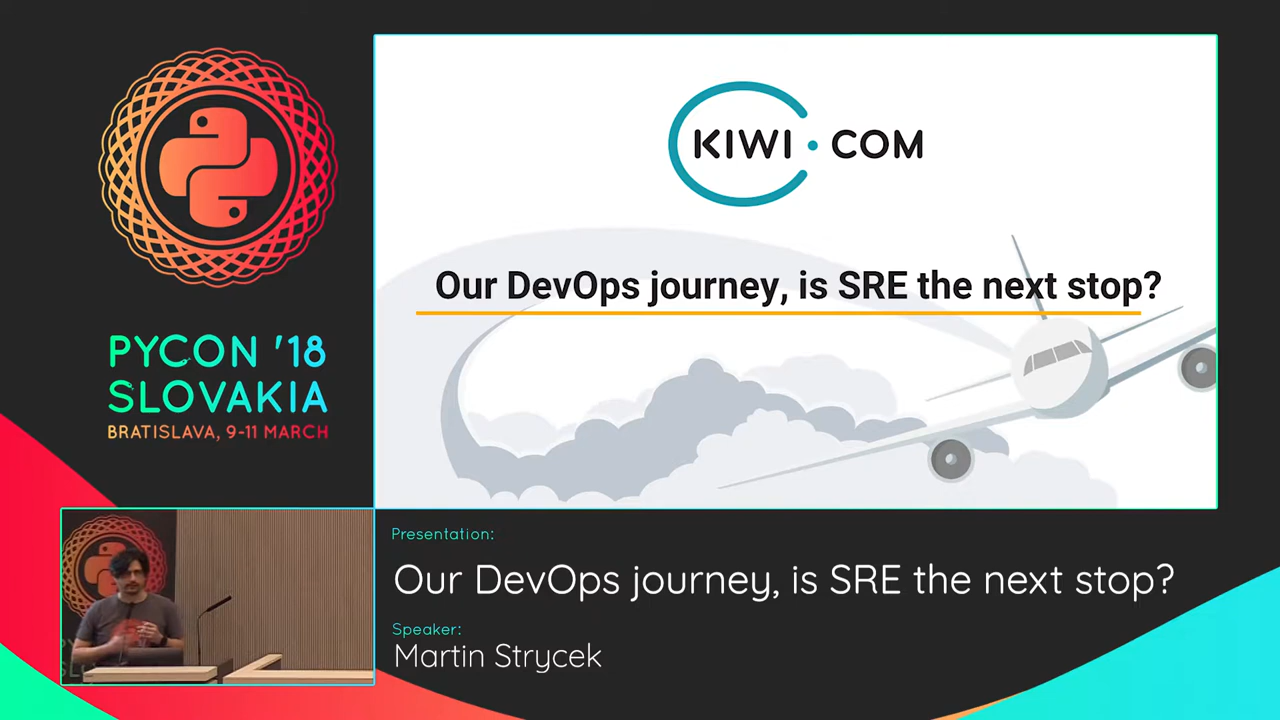 PYCON '18
SLOVAKIA
BRATISLAVA, 9-11 MARCH
KIWI.COM
Our DevOps journey, is SRE the next stop?
Presentation:
Our DevOps journey, is SRE the next stop?
Speaker:
Martin Strycek